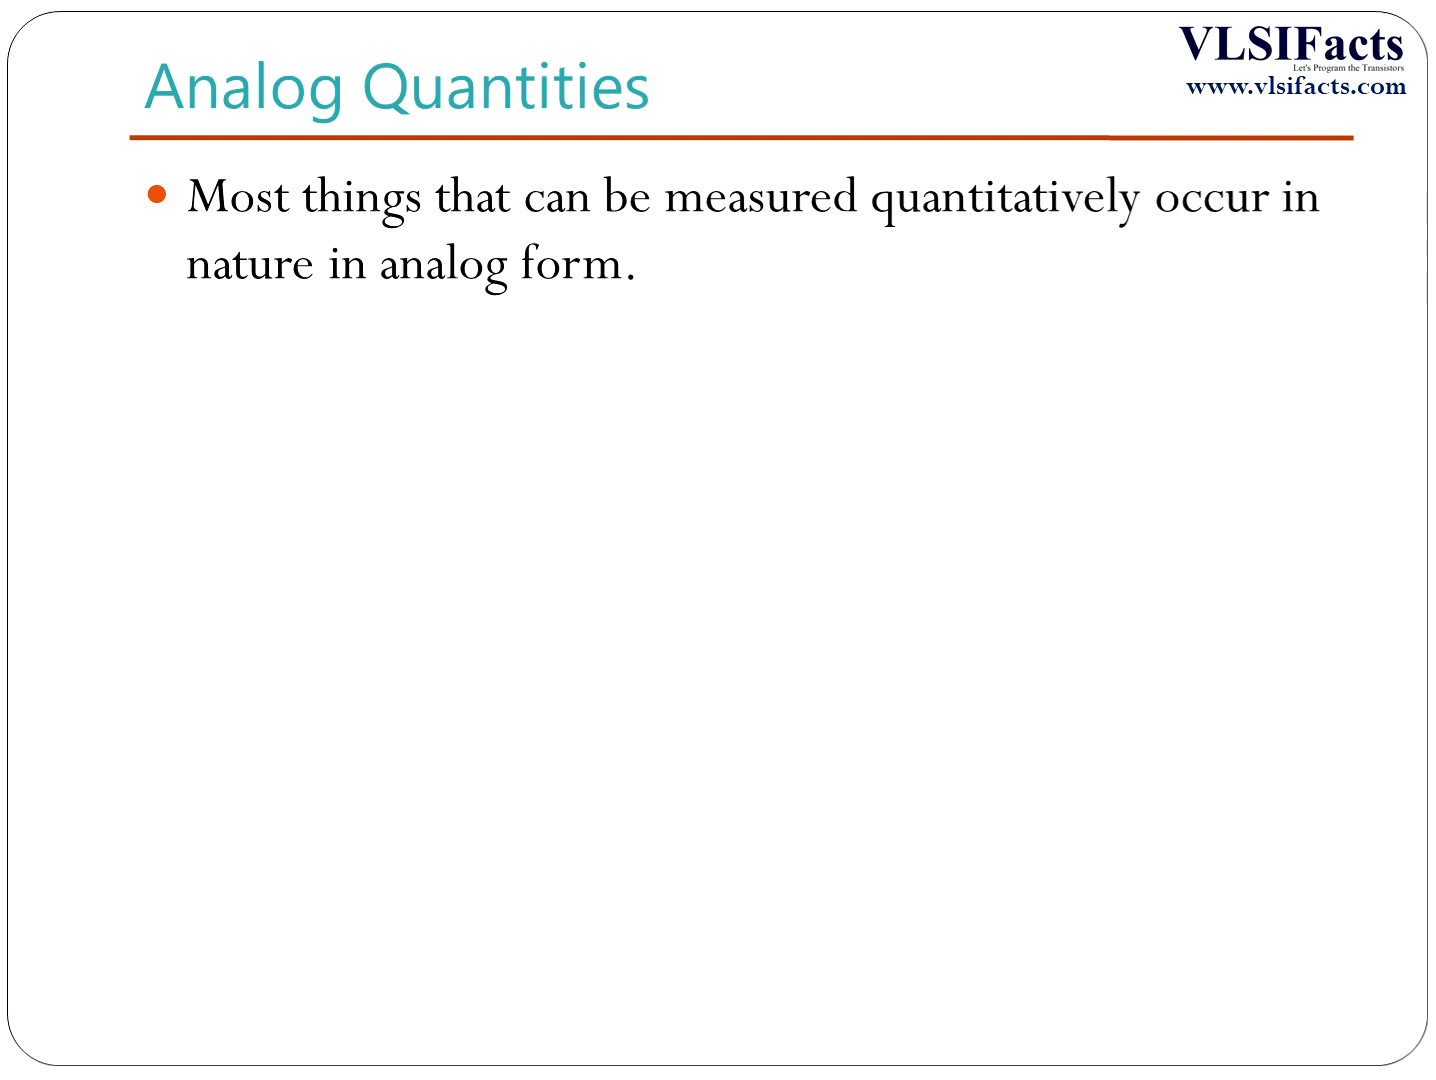 VLSIFacts
Let's Program the Transistors
www.vlsifacts.com
Analog Quantities
Most things that can be measured quantitatively occur in
nature in analog form.